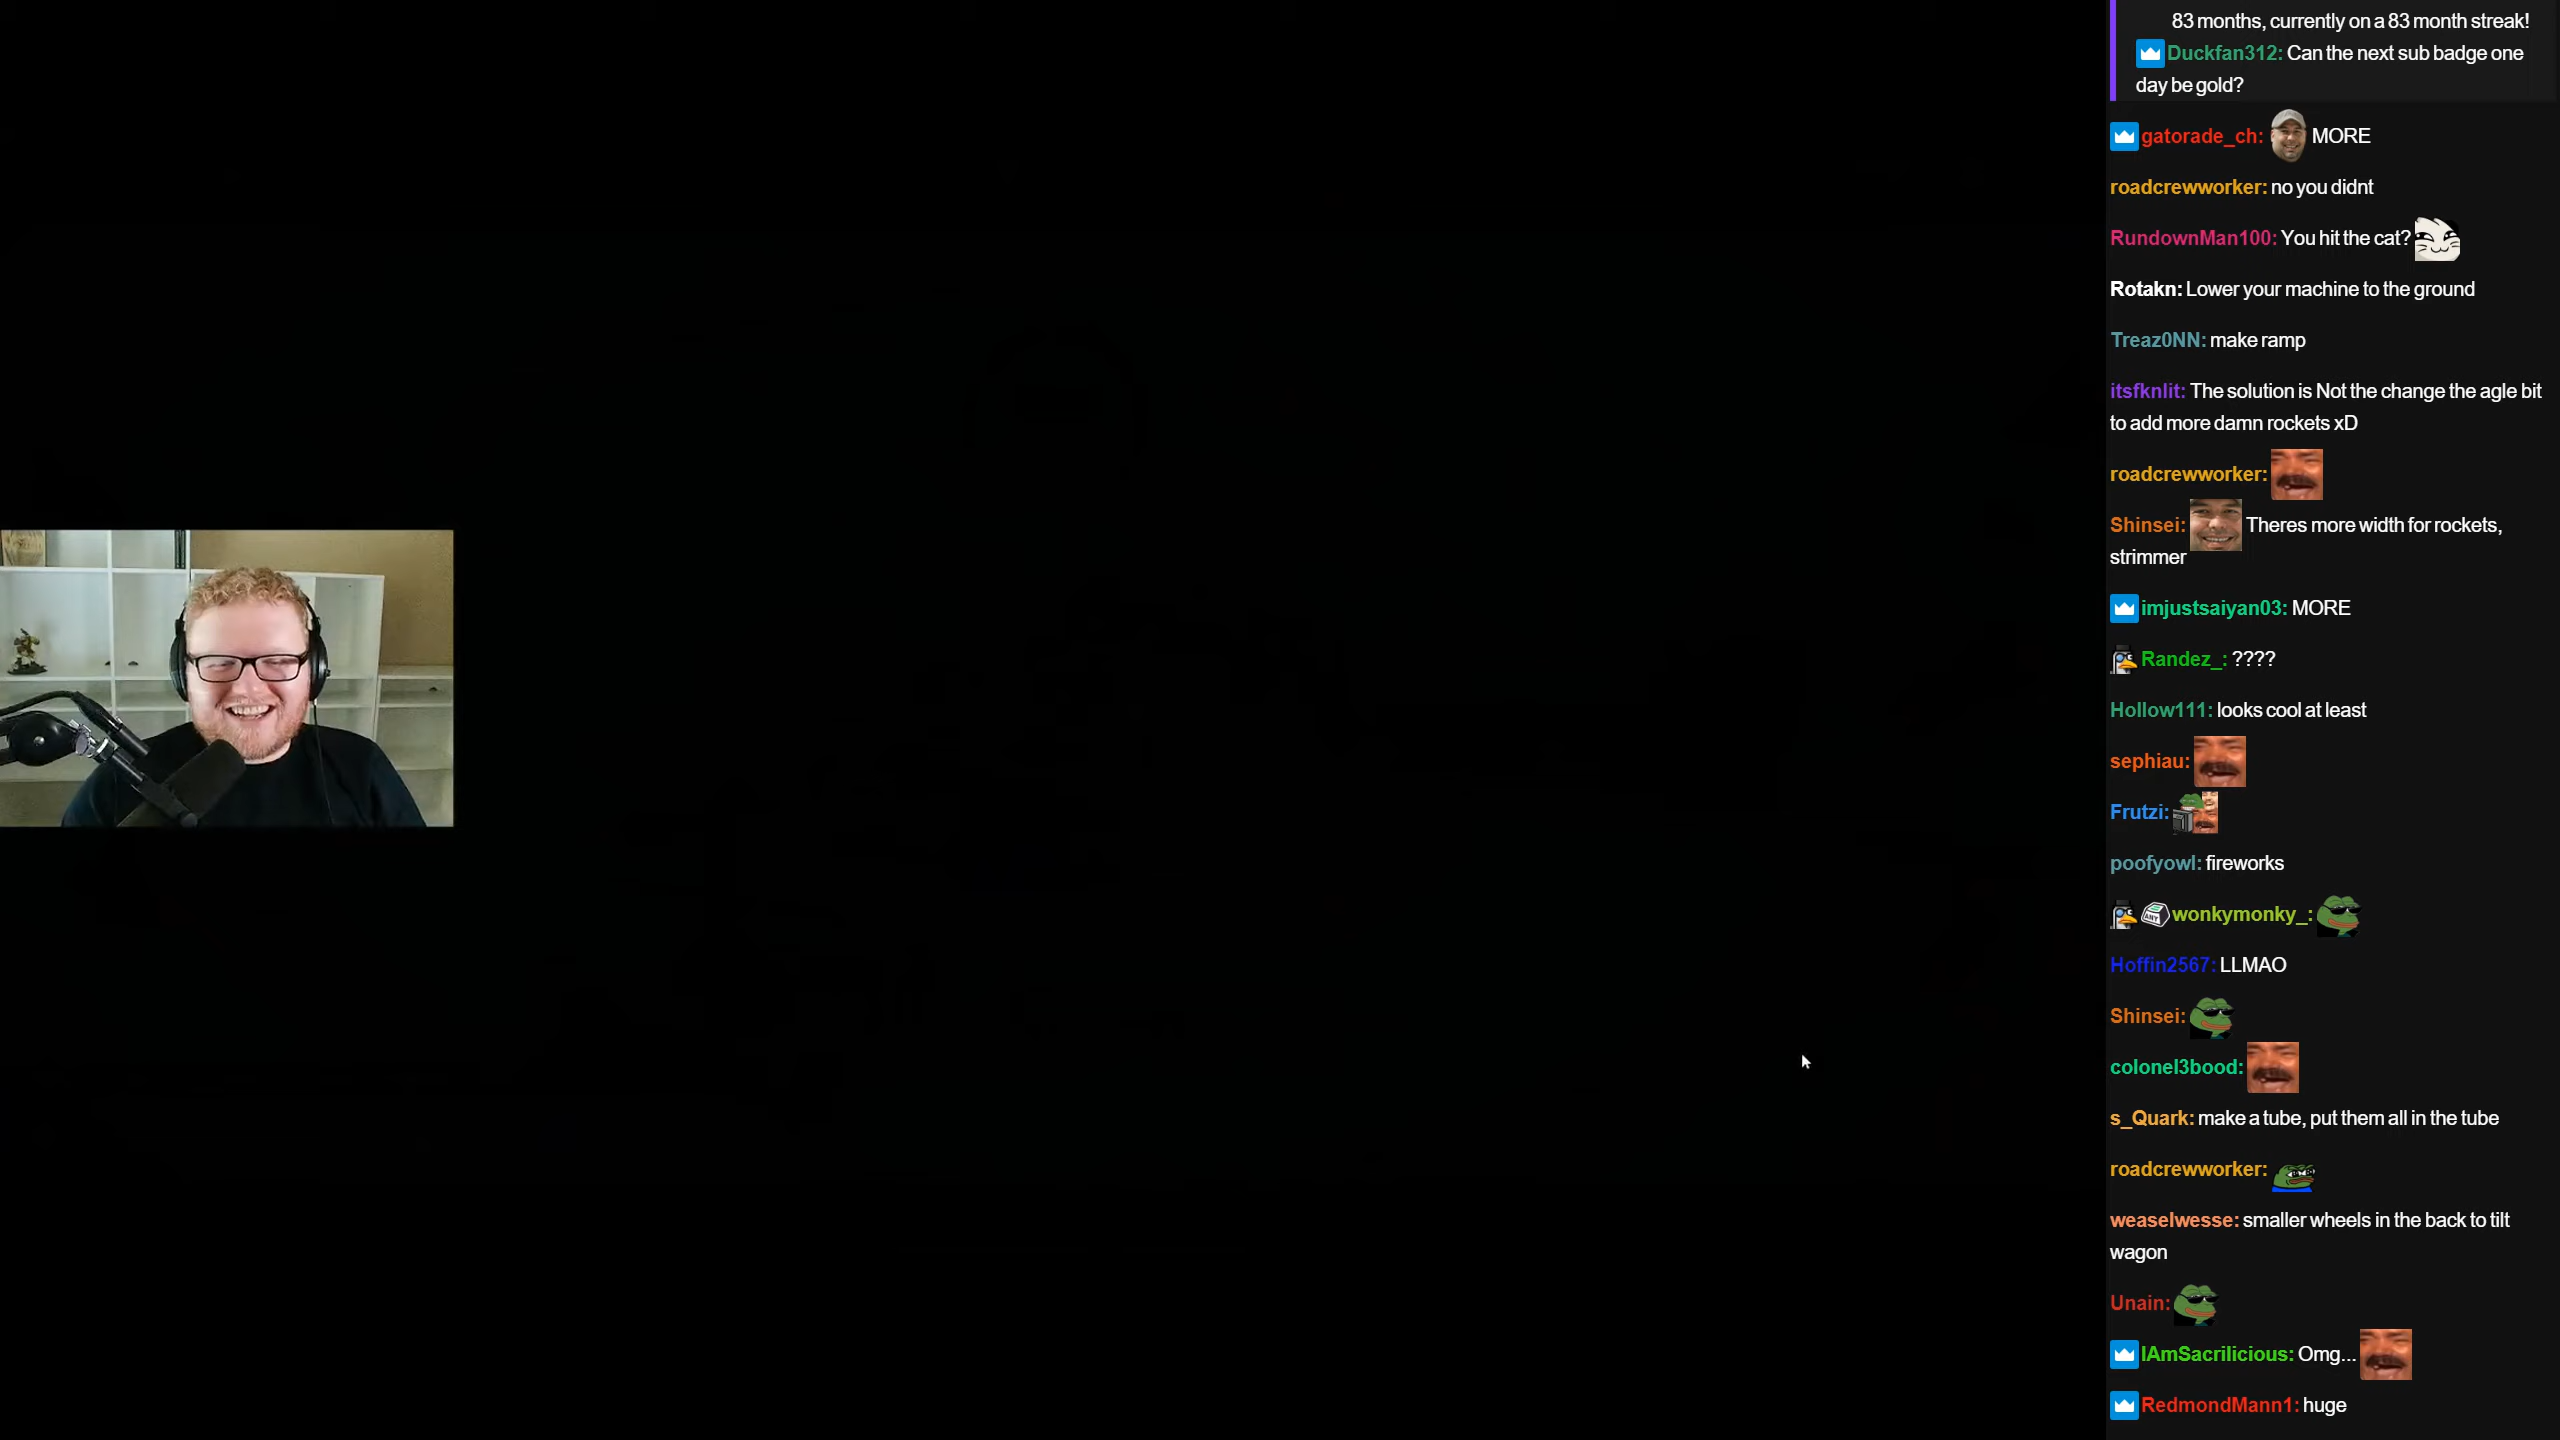 83 months, currently on a 83 month streak!
Duckfan312: Can the next sub badge one
day be gold?
gatorade_ch: MORE
roadcrewworker: no you didnt
RundownMan100: You hit the cat?
Rotakn: Lower your machine to the ground
Treaz0NN: make ramp
itsfknlit: The solution is Not the change the agle bit
to add more damn rockets xD
roadcrewworker:
Shinsei: Theres more width for rockets,
strimmer
imjustsaiyan03: MORE
Randez_: ????
Hollow111: looks cool at least
sephiau:
Frutzi:
poofyowl: fireworks
ANY wonkymonky_:
Hoffin2567: LLMAO
Shinsei:
colonel3bood:
s_Quark: make a tube, put them all in the tube
roadcrewworker:
weaselwesse: smaller wheels in the back to tilt
wagon
Unain:
IAmSacrilicious: Omg...
RedmondMann1: huge